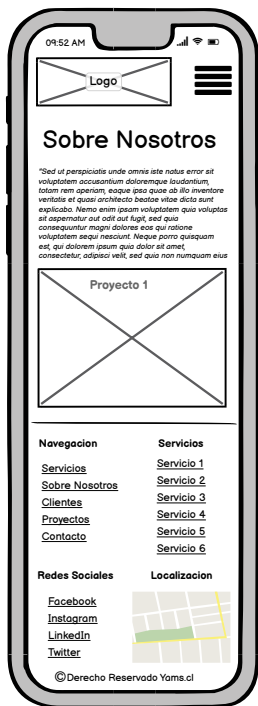 09:52 AM
Logo
Sobre Nosotros
"Sed ut perspiciatis unde omnis iste natus error sit
voluptatem accusantium doloremque laudantium,
totam rem aperiam, eaque ipsa quae ab illo inventore
veritatis et quasi architecto beatae vitae dicta sunt
explicabo. Nemo enim ipsam voluptatem quia voluptas
sit aspernatur aut odit aut fugit, sed quia
consequuntur magni dolores eos qui ratione
voluptatem sequi nesciunt. Neque porro quisquam
est, qui dolorem ipsum quia dolor sit amet,
consectetur, adipisci velit, sed quia non numquam eius
Proyecto 1
Navegacion
Servicios
Sobre Nosotros
Clientes
Proyectos
Contacto
Servicios
Servicio 1
Servicio 2
Servicio 3
Servicio 4
Servicio 5
Servicio 6
Redes Sociales
Facebook
Instagram
LinkedIn
Twitter
Localizacion
©Derecho Reservado Yams.cl